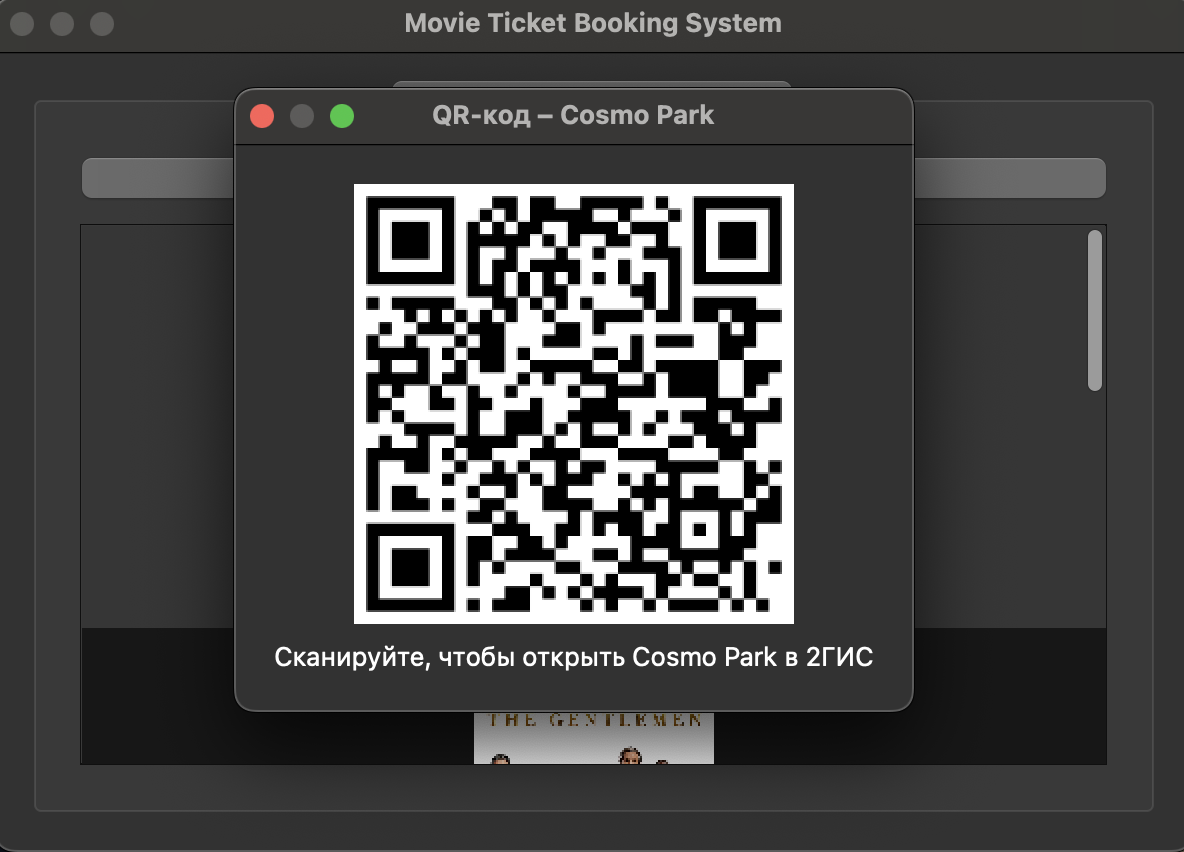 Movie Ticket Booking System
QR-код – Cosmo Park
Сканируйте, чтобы открыть Cosmo Park в 2ГИС
THE GENTLEMEN